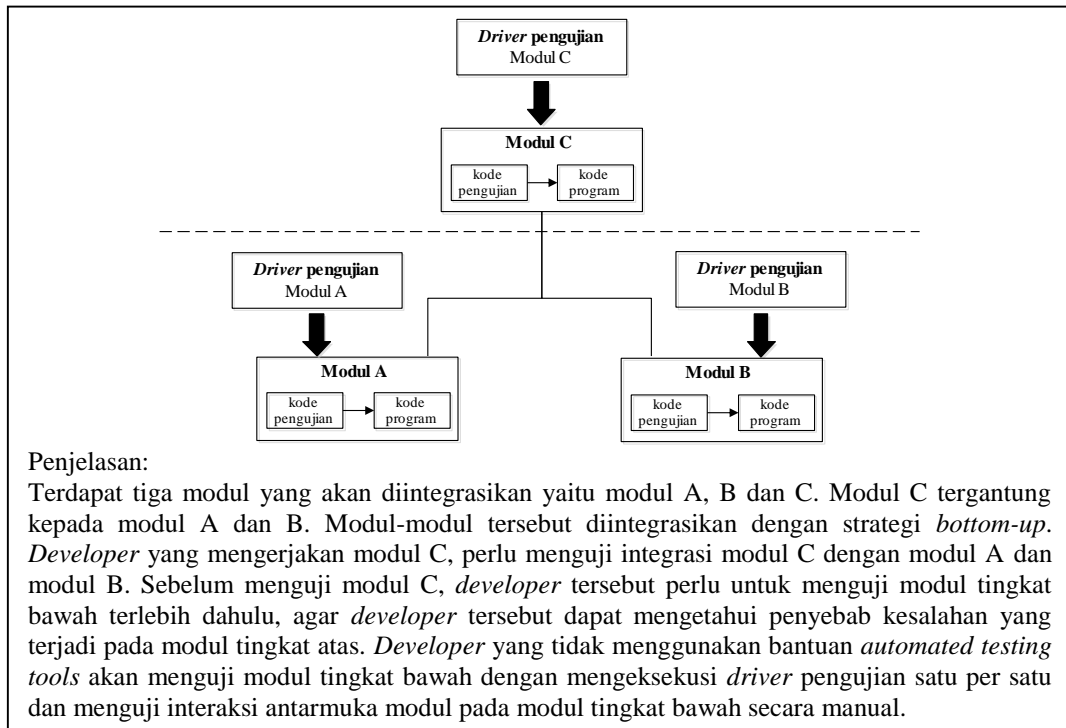 Driver pengujian
Modul C
Modul C
kode
pengujian
kode
program
Driver pengujian
Modul A
Driver pengujian
Modul B
Modul A
kode
pengujian
kode
program
Modul B
kode
pengujian
kode
program
Penjelasan:
Terdapat tiga modul yang akan diintegrasikan yaitu modul A, B dan C. Modul C tergantung
kepada modul A dan B. Modul-modul tersebut diintegrasikan dengan strategi bottom-up.
Developer yang mengerjakan modul C, perlu menguji integrasi modul C dengan modul A dan
modul B. Sebelum menguji modul C, developer tersebut perlu untuk menguji modul tingkat
bawah terlebih dahulu, agar developer tersebut dapat mengetahui penyebab kesalahan yang
terjadi pada modul tingkat atas. Developer yang tidak menggunakan bantuan automated testing
tools akan menguji modul tingkat bawah dengan mengeksekusi driver pengujian satu per satu
dan menguji interaksi antarmuka modul pada modul tingkat bawah secara manual.